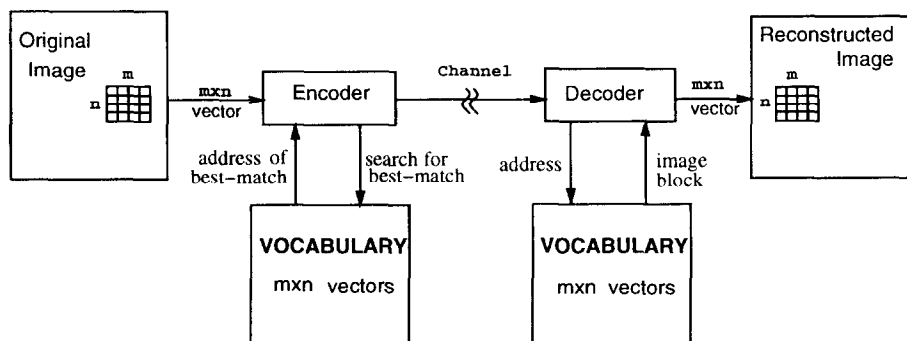 Original
Image
m
n
mxn
vector
Encoder
Channel
Decoder
mxn
vector
Reconstructed
Image
m
n
address of
best-match
search for
best-match
address
image
block
VOCABULARY
mxn vectors
VOCABULARY
mxn vectors